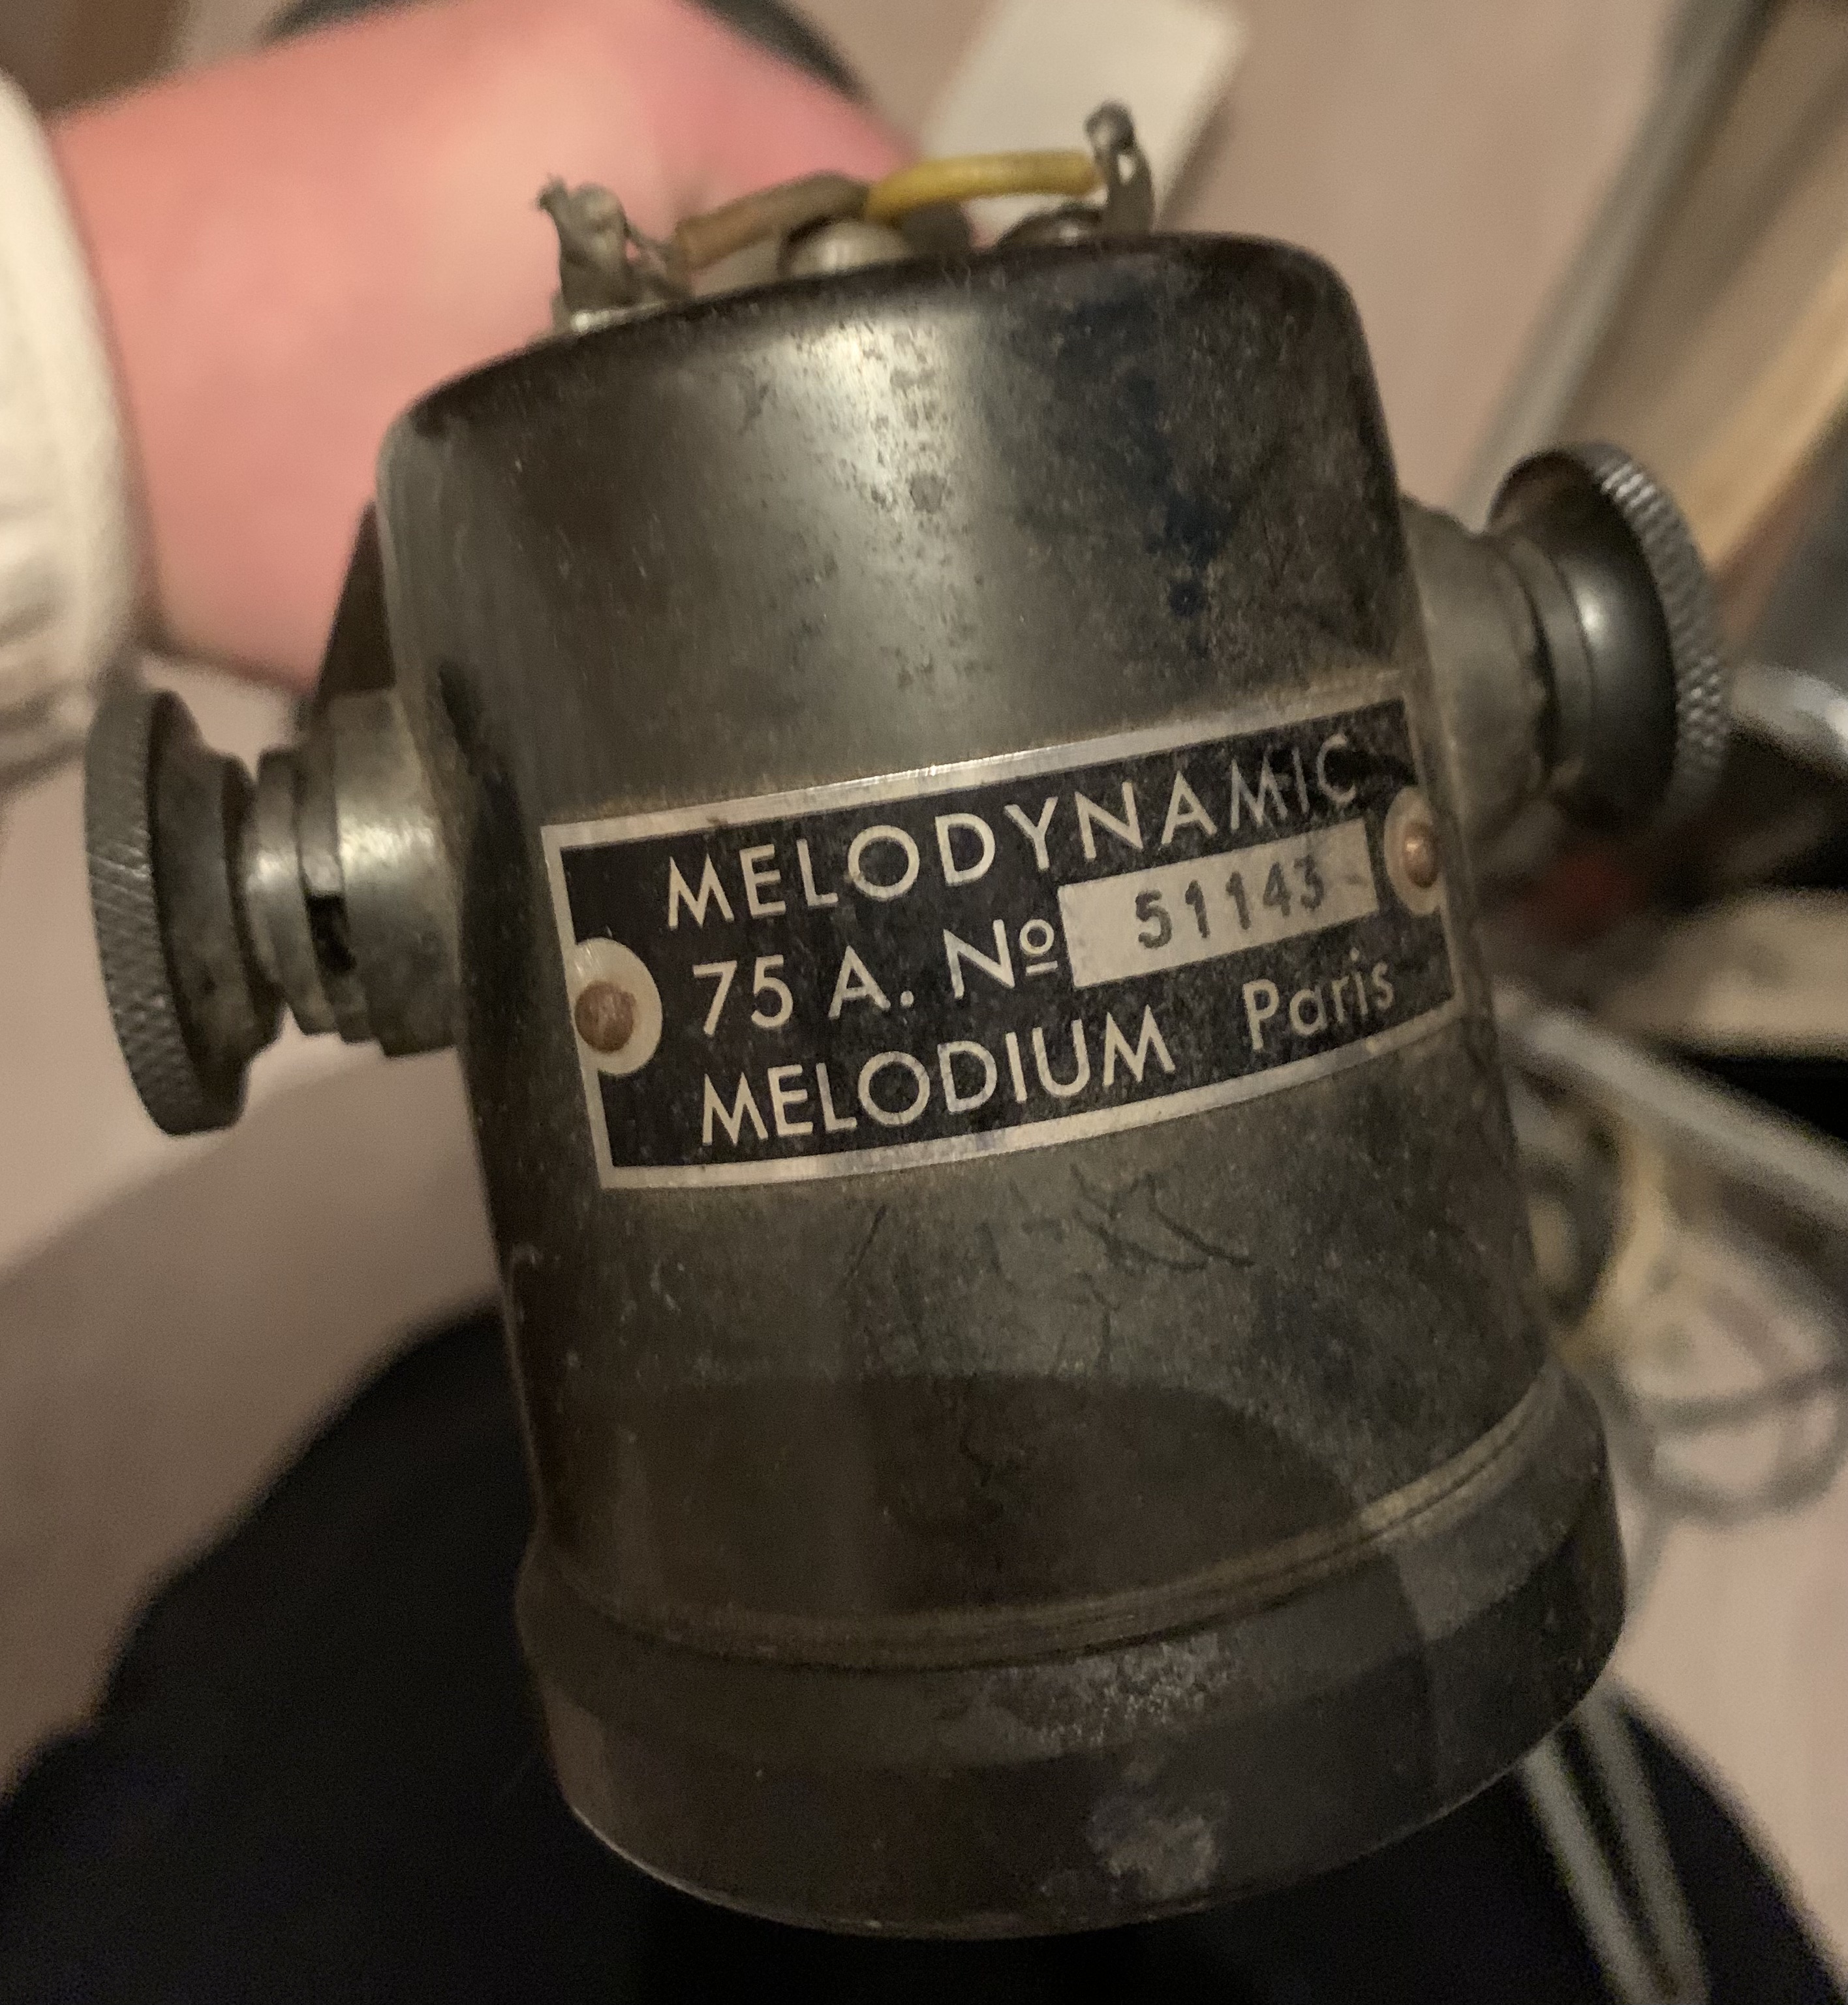 MELODYNAMIC
75 A. Nº 51143
MELODIUM Paris